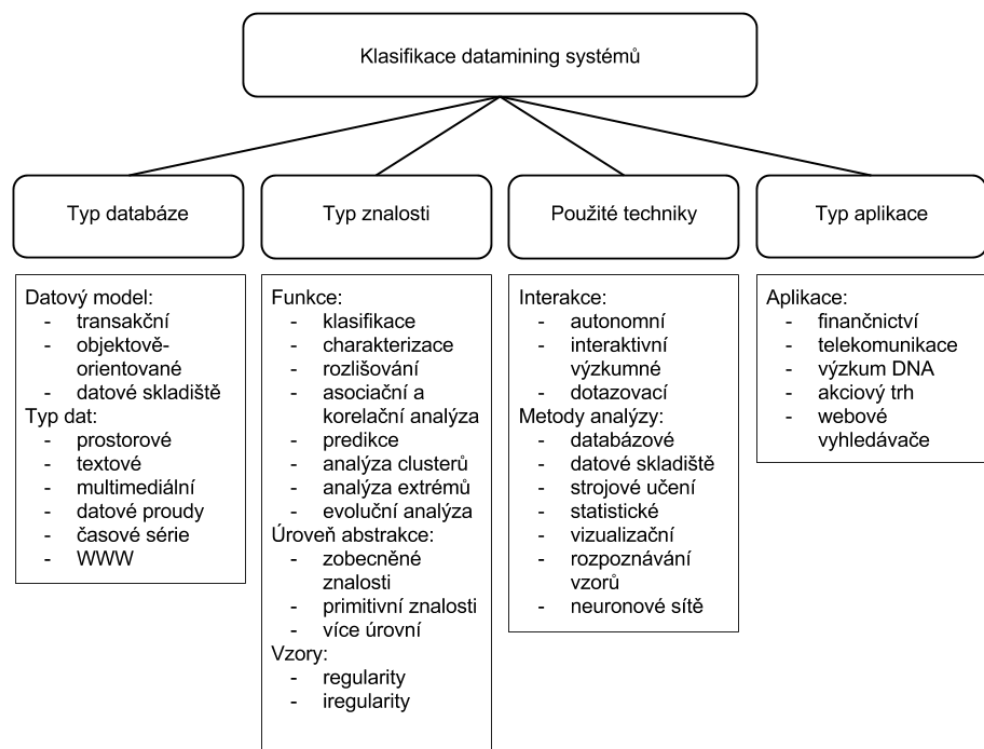 Klasifikace datamining systémů
Typ databáze
Typ znalosti
Použité techniky
Typ aplikace
Datový model:
- transakční
- objektově-
orientované
- datové skladiště
Typ dat:
- prostorové
- textové
- multimediální
- datové proudy
- časové série
- WWW
Funkce:
- klasifikace
- charakterizace
- rozlišování
- asociační a
korelační analýza
- predikce
- analýza clusterů
- analýza extrémů
- evoluční analýza
Úroveň abstrakce:
- zobecněné
znalosti
- primitivní znalosti
- více úrovní
Vzory:
- regularity
- iregularity
Interakce:
- autonomní
- interaktivní
výzkumné
- dotazovací
Metody analýzy:
- databázové
- datové skladiště
- strojové učení
- statistické
- vizualizační
- rozpoznávání
vzorů
- neuronové sítě
Aplikace:
- finančnictví
- telekomunikace
- výzkum DNA
- akciový trh
- webové
vyhledávače